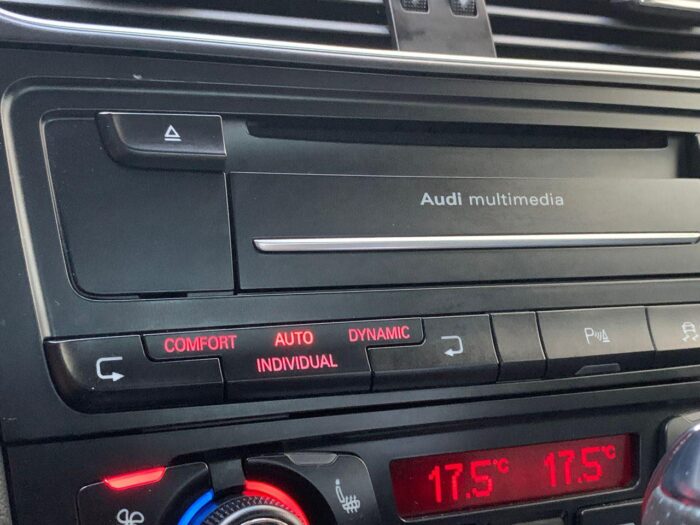 Audi multimedia
COMFORT AUTO DYNAMIC
INDIVIDUAL
P
17.5°C 17.5°C